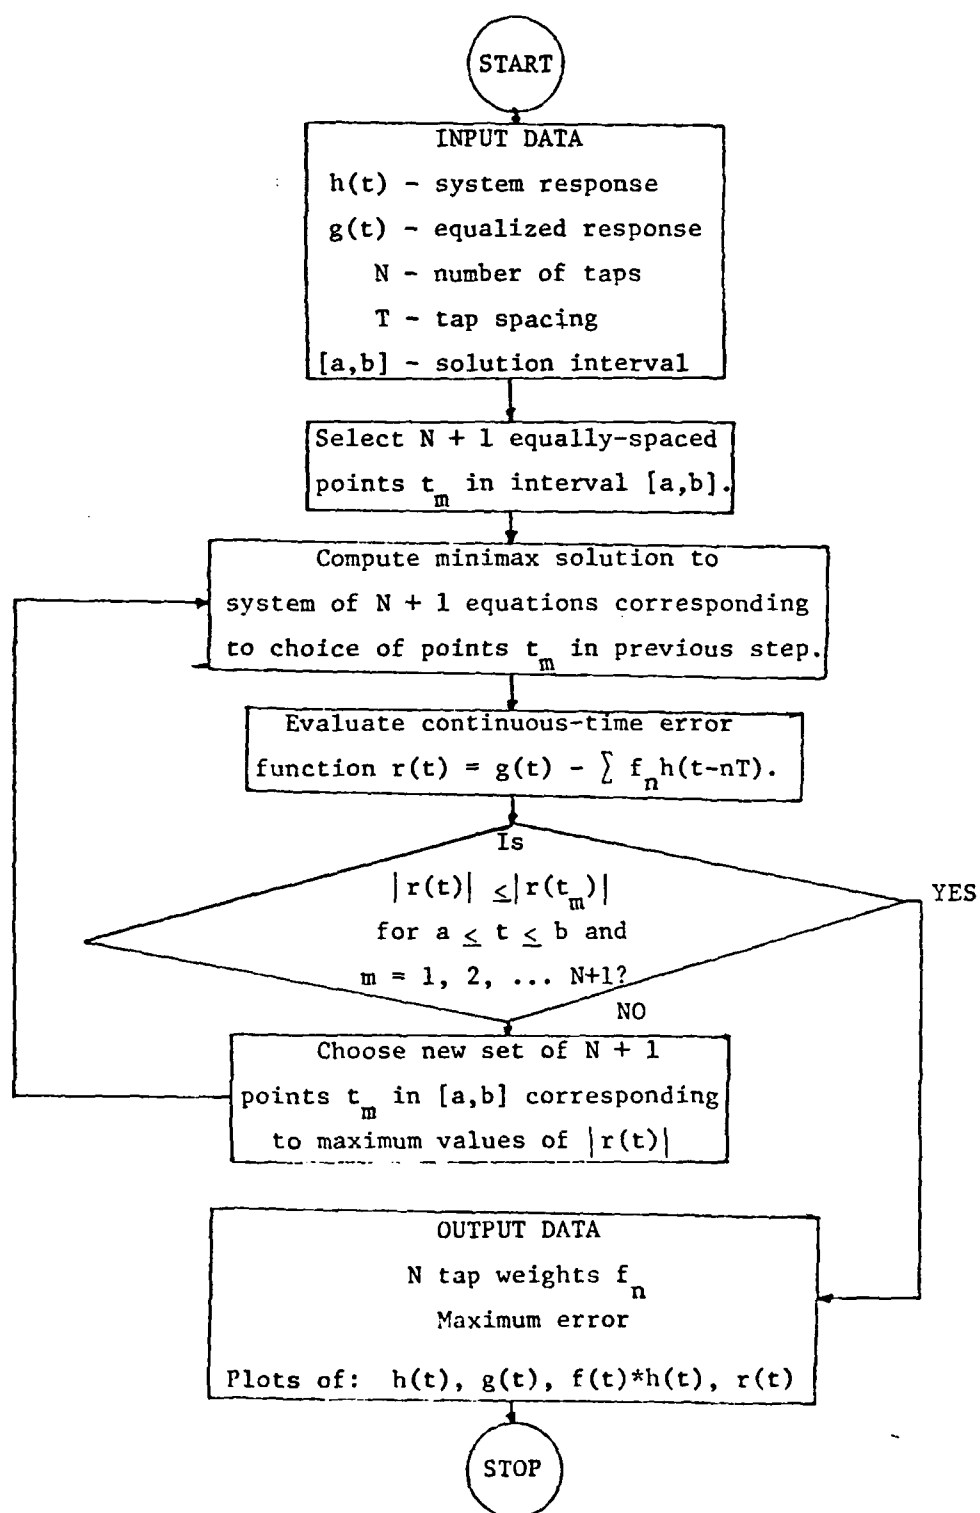 START
INPUT DATA
h(t) - system response
g(t) - equalized response
N - number of taps
T - tap spacing
[a,b] - solution interval
Select N + 1 equally-spaced
points t_m in interval [a,b].
Compute minimax solution to
system of N + 1 equations corresponding
to choice of points t_m in previous step.
Evaluate continuous-time error
function r(t) = g(t) - ∑ f_n h(t-nT).
Is
|r(t)| ≤ |r(t_m)|
for a ≤ t ≤ b and
m = 1, 2, ... N+1?
YES
NO
Choose new set of N + 1
points t_m in [a,b] corresponding
to maximum values of |r(t)|
OUTPUT DATA
N tap weights f_n
Maximum error
Plots of: h(t), g(t), f(t)*h(t), r(t)
STOP